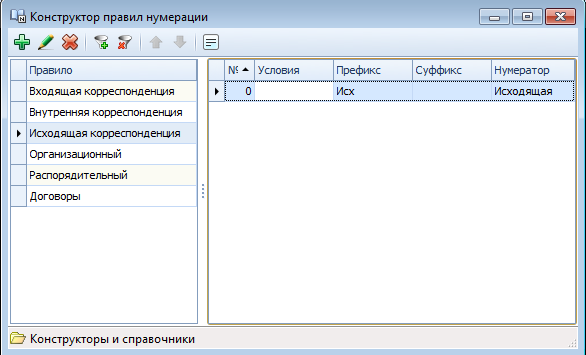 Конструктор правил нумерации
Правило
Входящая корреспонденция
Внутренняя корреспонденция
Исходящая корреспонденция
Организационный
Распорядительный
Договоры
№ Условия Префикс Суффикс Нумератор
0 Исх Исходящая
Конструкторы и справочники